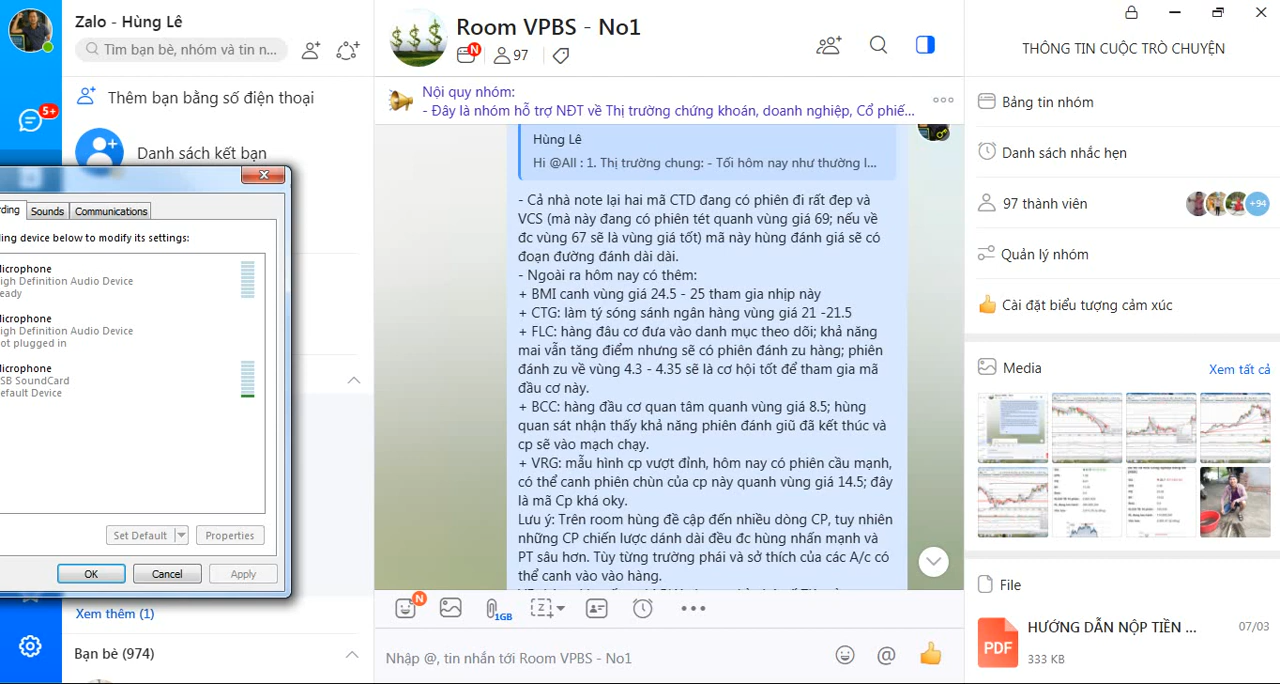 Zalo - Hùng Lê
Tìm bạn bè, nhóm và tin n...
5+
Thêm bạn bằng số điện thoại
Danh sách kết bạn
ding
Sounds
Communications
ding device below to modify its settings:
icrophone
igh Definition Audio Device
eady
icrophone
igh Definition Audio Device
ot plugged in
icrophone
SB SoundCard
efault Device
Set Default
Properties
OK
Cancel
Apply
Xem thêm (1)
Bạn bè (974)
Room VPBS - No1
N
97
Nội quy nhóm:
- Đây là nhóm hỗ trợ NĐT về Thị trường chứng khoán, doanh nghiệp, Cổ phiế...
Hùng Lê
Hi @All : 1. Thị trường chung: - Tối hôm nay như thường l...
- Cả nhà note lại hai mã CTD đang có phiên đi rất đẹp và
VCS (mà này đang có phiên tét quanh vùng giá 69; nếu về
đc vùng 67 sẽ là vùng giá tốt) mã này hùng đánh giá sẽ có
đoạn đường đánh dài dài.
- Ngoài ra hôm nay có thêm:
+ BMI canh vùng giá 24.5 - 25 tham gia nhịp này
+ CTG: làm tý sóng sánh ngân hàng vùng giá 21 -21.5
+ FLC: hàng đâu cơ đưa vào danh mục theo dõi; khả năng
mai vẫn tăng điểm nhưng sẽ có phiên đánh zu hàng; phiên
đánh zu về vùng 4.3 - 4.35 sẽ là cơ hội tốt để tham gia mã
đầu cơ này.
+ BCC: hàng đầu cơ quan tâm quanh vùng giá 8.5; hùng
quan sát nhận thấy khả năng phiên đánh giũ đã kết thúc và
cp sẽ vào mạch chạy.
+ VRG: mẫu hình cp vượt đỉnh, hôm nay có phiên cầu mạnh,
có thể canh phiên chùn của cp này quanh vùng giá 14.5; đây
là mã Cp khá oky.
Lưu ý: Trên room hùng đề cập đến nhiều dòng CP, tuy nhiên
những CP chiến lược dánh dài đều đc hùng nhấn mạnh và
PT sâu hơn. Tùy từng trường phái và sở thích của các A/c có
thể canh vào vào hàng.
N
1GB
Nhập @, tin nhắn tới Room VPBS - No1
THÔNG TIN CUỘC TRÒ CHUYỆN
Bảng tin nhóm
Danh sách nhắc hẹn
97 thành viên
+94
Quản lý nhóm
Cài đặt biểu tượng cảm xúc
Media
Xem tất cả
File
PDF
HƯỚNG DẪN NỘP TIỀN ...
07/03
333 KB